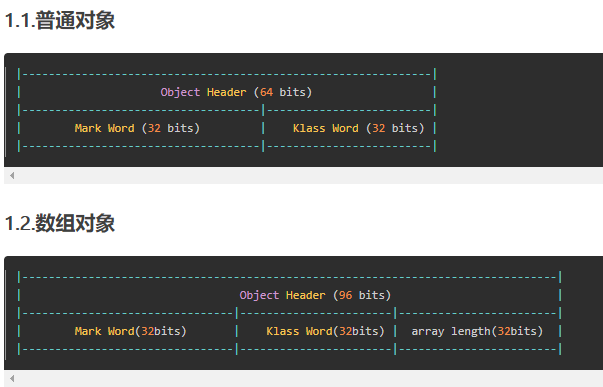 1.1.普通对象
|--------------------------------------------------------------|
|                     Object Header (64 bits)                  |
|------------------------------------|-------------------------|
|        Mark Word (32 bits)         |    Klass Word (32 bits) |
|------------------------------------|-------------------------|
1.2.数组对象
|---------------------------------------------------------------------------------|
|                                 Object Header (96 bits)                         |
|--------------------------------|-----------------------|------------------------|
|        Mark Word(32bits)       |    Klass Word(32bits) |  array length(32bits)  |
|--------------------------------|-----------------------|------------------------|